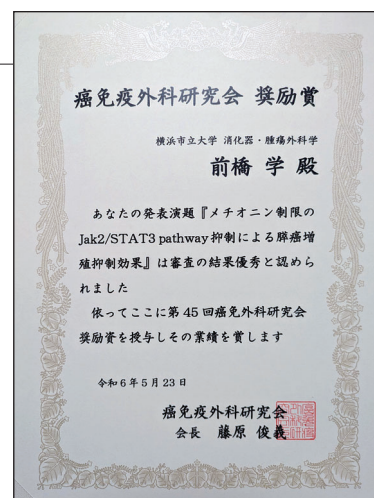 癌免疫外科研究会 奨励賞
横浜市立大学 消化器・腫瘍外科学
前橋 学 殿
あなたの発表演題『メチオニン制限の
Jak2/STAT3 pathway抑制による膵癌増
殖抑制効果』は審査の結果優秀と認めら
れました
依ってここに第45回癌免外科研究会
奨励資を授与しその業績を賞します
令和6年5月23日
癌免疫外科研究会
会長 藤原 俊義